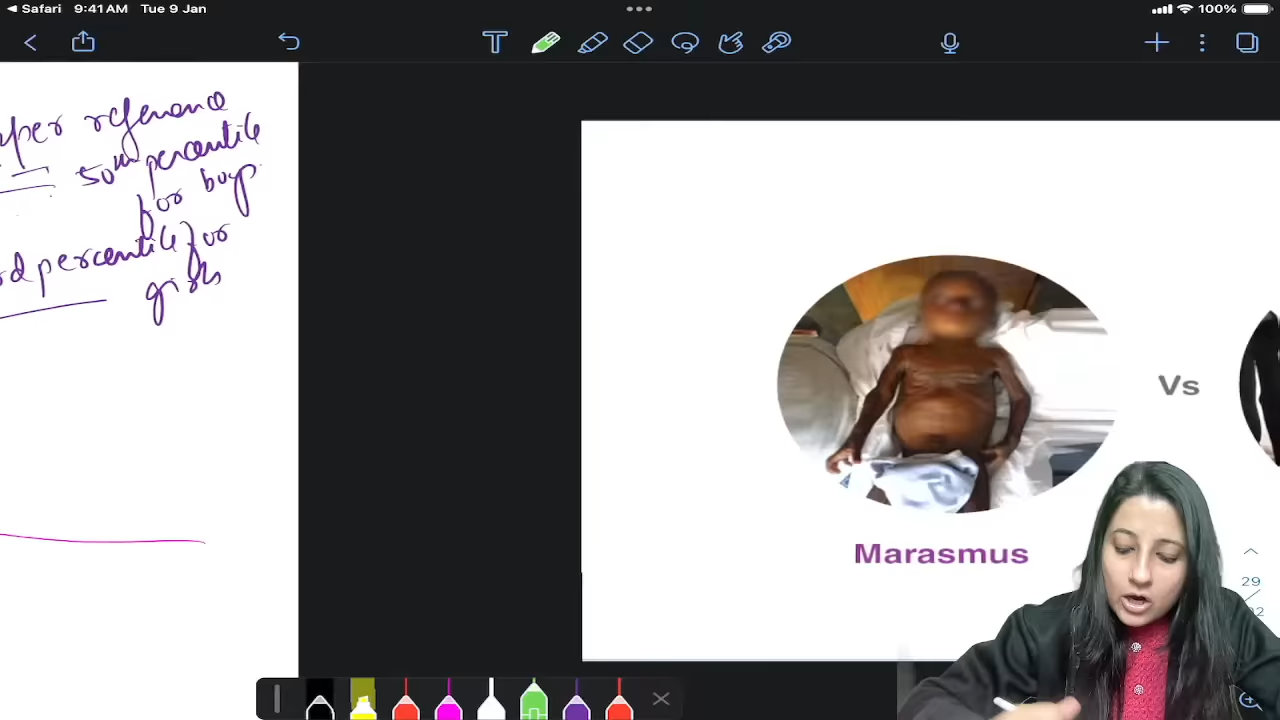 Safari 9:41 AM Tue 9 Jan
100%
T
reference
50th percentile
for boys
percentile for
girls
Vs
Marasmus
29